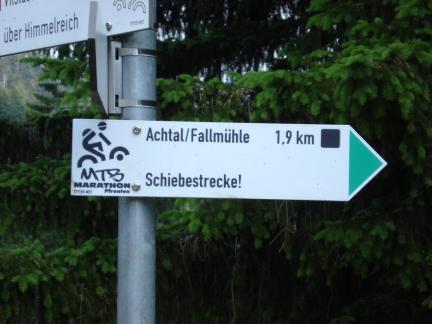 über Himmelreich
Achtal/Fallmühle 1,9 km
MTB
MARATHON
Pfronten
Schiebestrecke!